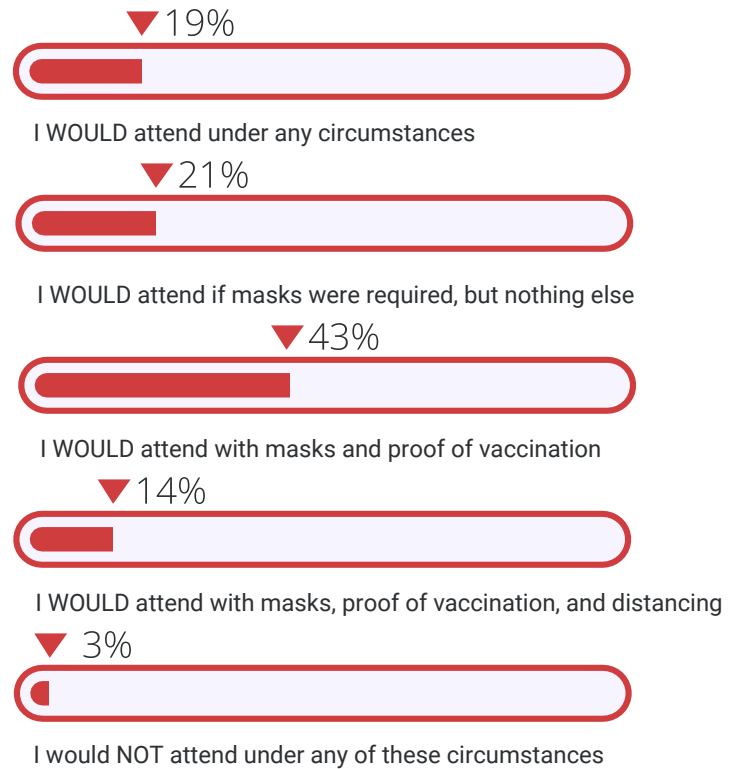 19%
I WOULD attend under any circumstances
21%
I WOULD attend if masks were required, but nothing else
43%
I WOULD attend with masks and proof of vaccination
14%
I WOULD attend with masks, proof of vaccination, and distancing
3%
I would NOT attend under any of these circumstances